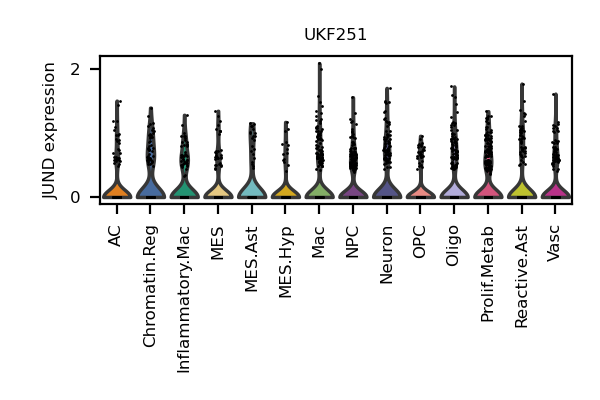 UKF251
JUND expression
2
0
AC
Chromatin.Reg
Inflammatory.Mac
MES
MES.Ast
MES.Hyp
Mac
NPC
Neuron
OPC
Oligo
Prolif.Metab
Reactive.Ast
Vasc